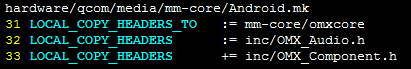 hardware/qcom/media/mm-core/Android.mk
31 LOCAL_COPY_HEADERS_TO   := mm-core/omxcore
32 LOCAL_COPY_HEADERS      := inc/OMX_Audio.h
33 LOCAL_COPY_HEADERS      += inc/OMX_Component.h